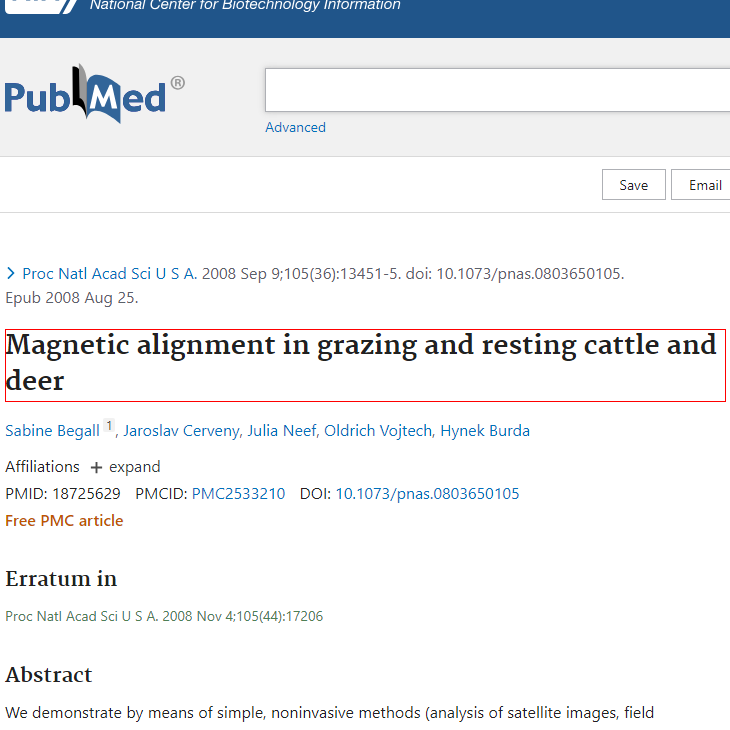 National Center for Biotechnology Information
PubMed®
Advanced
Save
Email
Proc Natl Acad Sci U S A. 2008 Sep 9;105(36):13451-5. doi: 10.1073/pnas.0803650105.
Epub 2008 Aug 25.
Magnetic alignment in grazing and resting cattle and
deer
Sabine Begall 1, Jaroslav Cerveny, Julia Neef, Oldrich Vojtech, Hynek Burda
Affiliations + expand
PMID: 18725629 PMCID: PMC2533210 DOI: 10.1073/pnas.0803650105
Free PMC article
Erratum in
Proc Natl Acad Sci U S A. 2008 Nov 4;105(44):17206
Abstract
We demonstrate by means of simple, noninvasive methods (analysis of satellite images, field